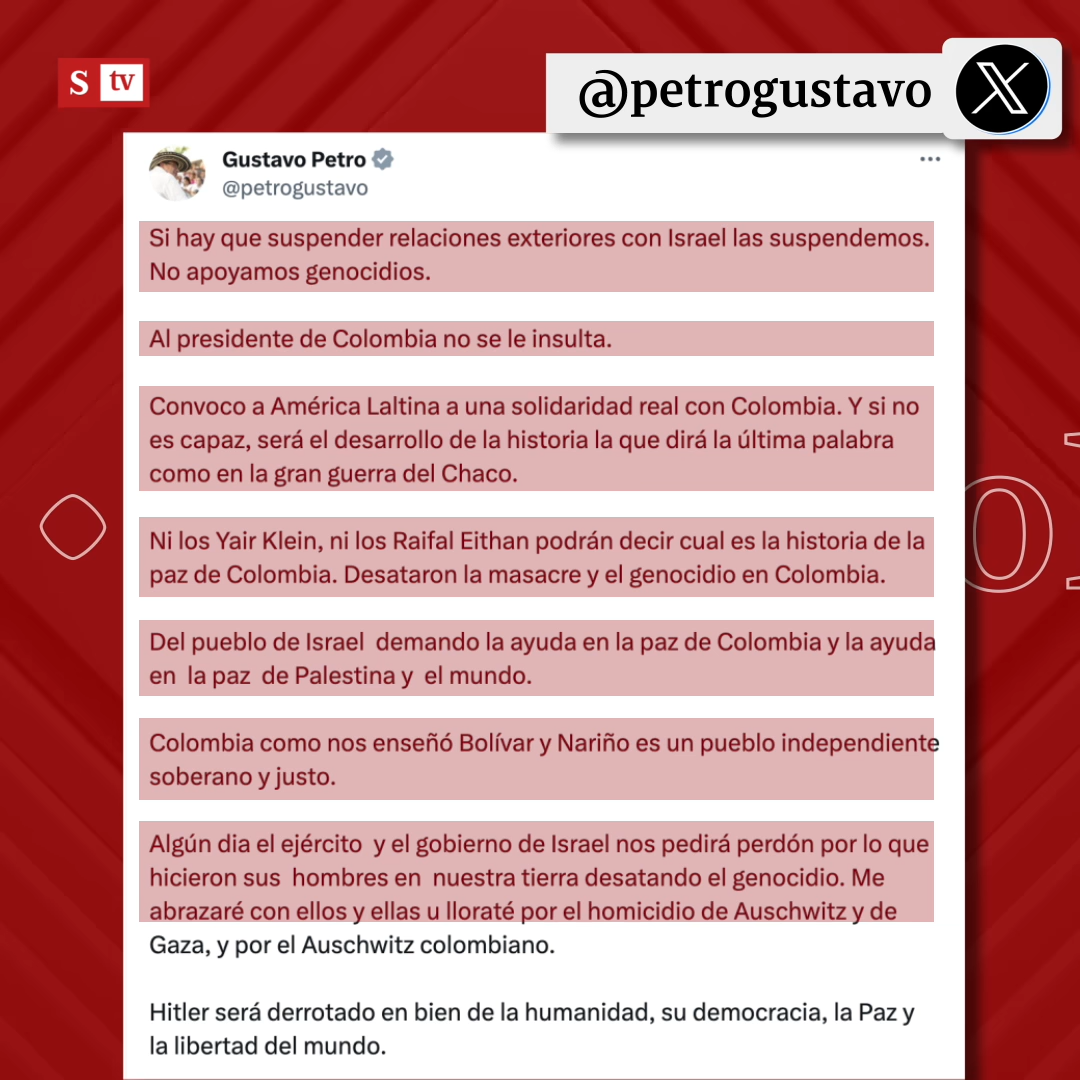 S tv
@petrogustavo X
Gustavo Petro
@petrogustavo
Si hay que suspender relaciones exteriores con Israel las suspendemos.
No apoyamos genocidios.
Al presidente de Colombia no se le insulta.
Convoco a América Laltina a una solidaridad real con Colombia. Y si no
es capaz, será el desarrollo de la historia la que dirá la última palabra
como en la gran guerra del Chaco.
Ni los Yair Klein, ni los Raifal Eithan podrán decir cual es la historia de la
paz de Colombia. Desataron la masacre y el genocidio en Colombia.
Del pueblo de Israel  demando la ayuda en la paz de Colombia y la ayuda
en  la paz  de Palestina y  el mundo.
Colombia como nos enseñó Bolívar y Nariño es un pueblo independiente
soberano y justo.
Algún dia el ejército  y el gobierno de Israel nos pedirá perdón por lo que
hicieron sus  hombres en  nuestra tierra desatando el genocidio. Me
abrazaré con ellos y ellas u lloraté por el homicidio de Auschwitz y de
Gaza, y por el Auschwitz colombiano.
Hitler será derrotado en bien de la humanidad, su democracia, la Paz y
la libertad del mundo.